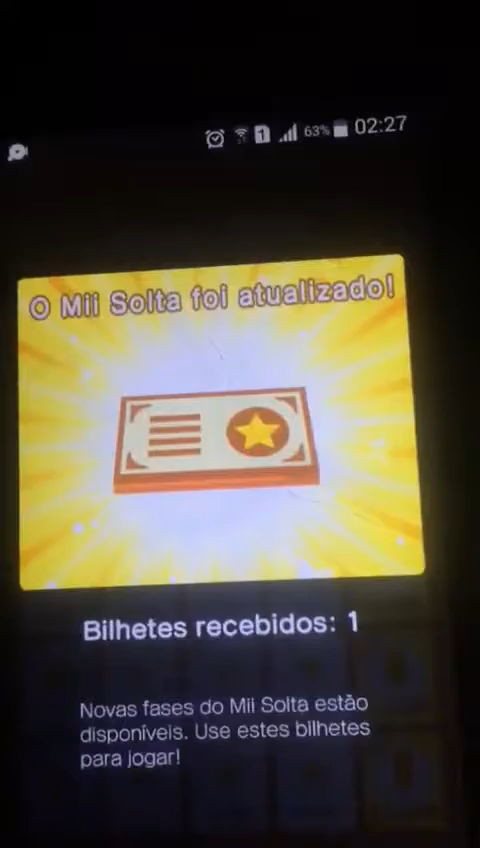 1 63% 02:27
O Mii Solta foi atualizado!
Bilhetes recebidos: 1
Novas fases do Mii Solta estão
disponíveis. Use estes bilhetes
para jogar!